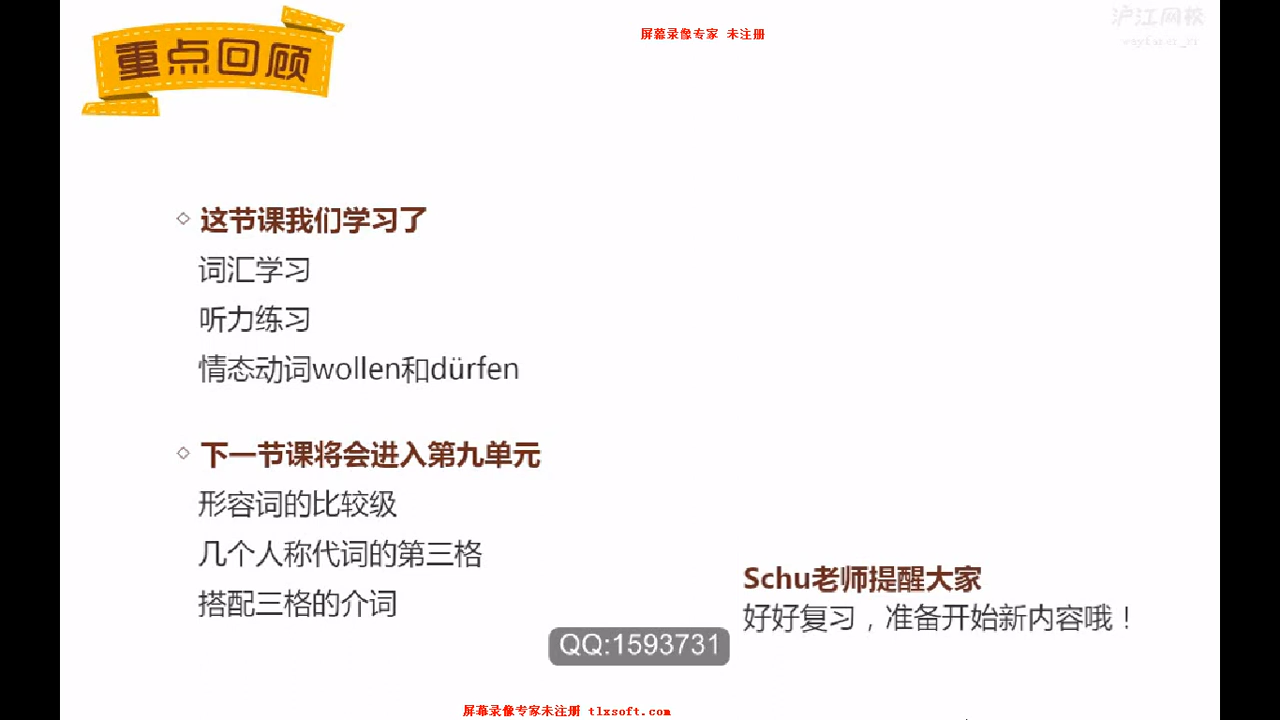 重点回顾
屏幕录像专家 未注册
沪江网校
这节课我们学习了
词汇学习
听力练习
情态动词wollen和dürfen
下一节课将会进入第九单元
形容词的比较级
几个人称代词的第三格
搭配三格的介词
Schu老师提醒大家
好好复习，准备开始新内容哦！
QQ:1593731
屏幕录像专家未注册 tlxsoft.com